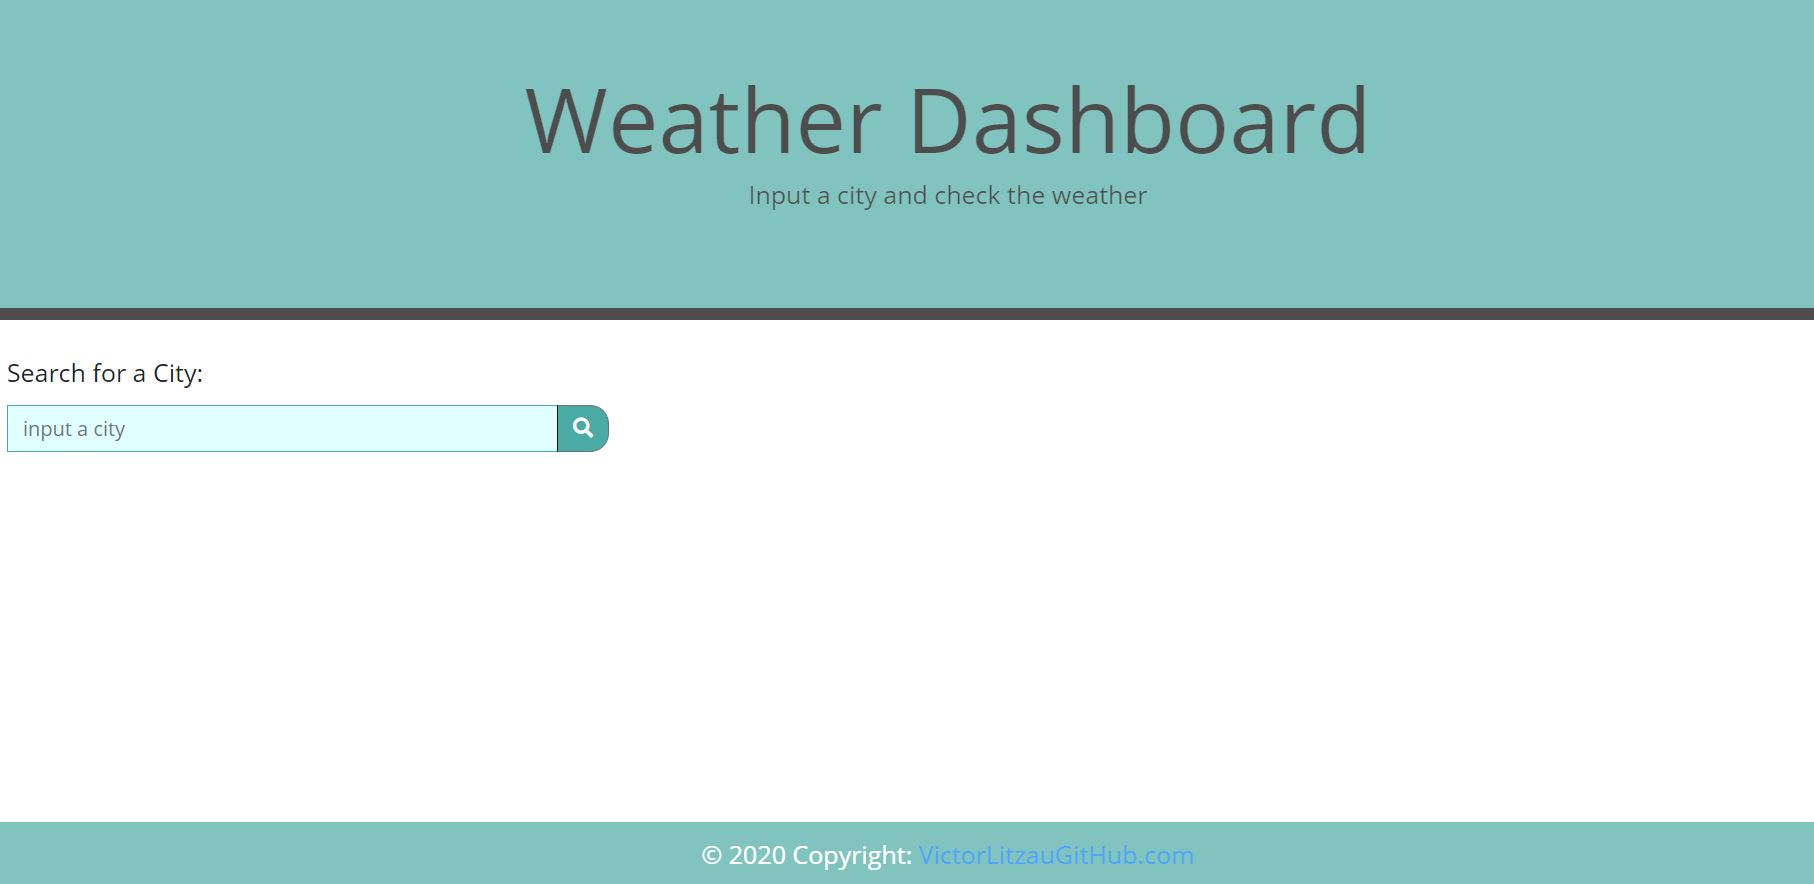 Weather Dashboard
Input a city and check the weather
Search for a City:
input a city
© 2020 Copyright: VictorLitzauGitHub.com